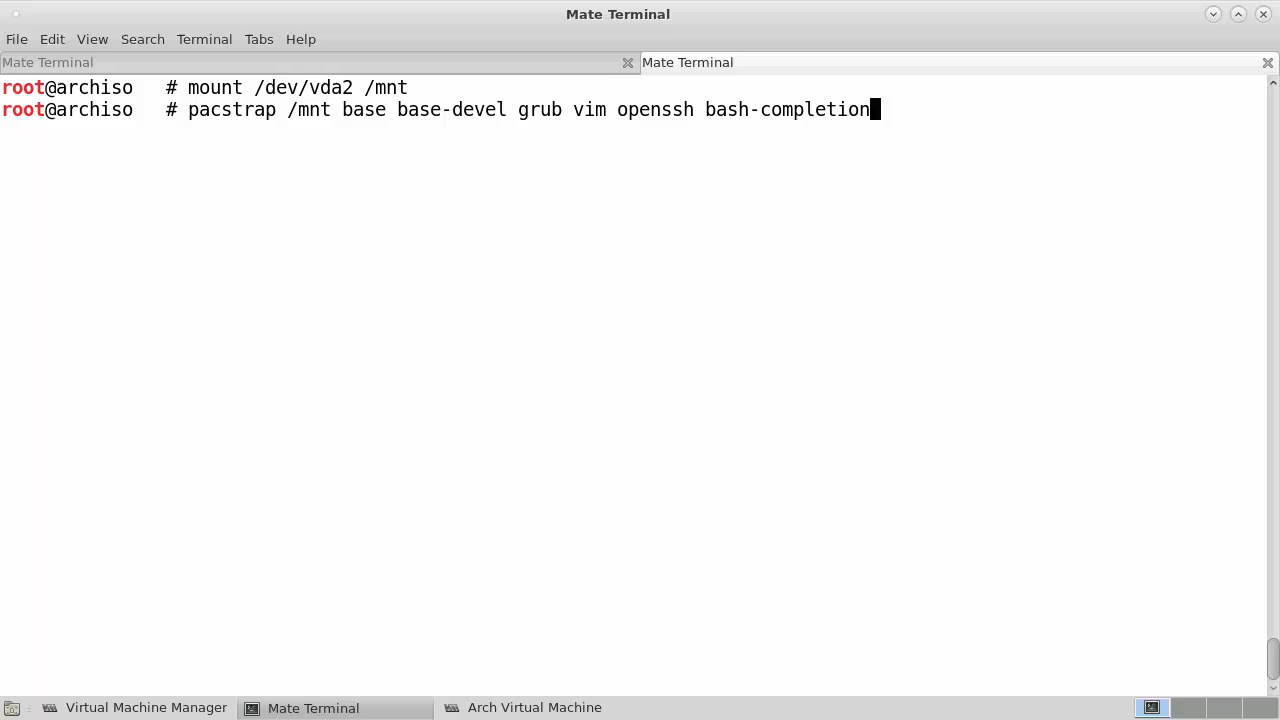 Mate Terminal
File Edit View Search Terminal Tabs Help
Mate Terminal Mate Terminal
root@archiso # mount /dev/vda2 /mnt
root@archiso # pacstrap /mnt base base-devel grub vim openssh bash-completion
Virtual Machine Manager Mate Terminal Arch Virtual Machine